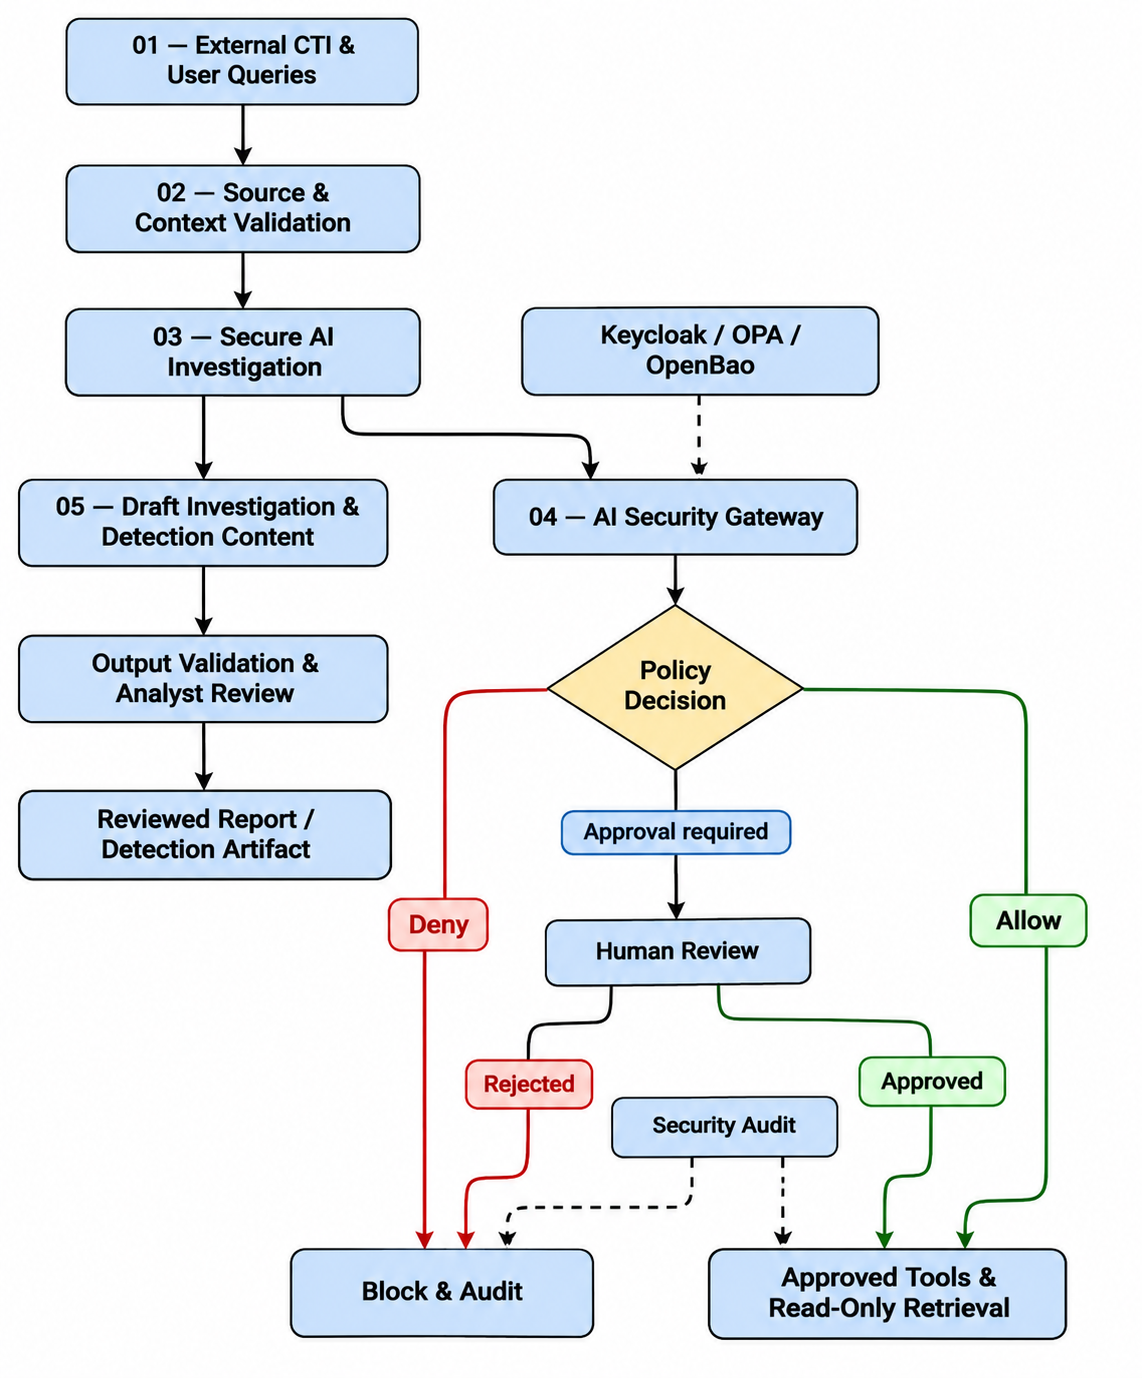 01 — External CTI &
User Queries
02 — Source &
Context Validation
03 — Secure AI
Investigation
Keycloak / OPA /
OpenBao
05 — Draft Investigation &
Detection Content
04 — AI Security Gateway
Output Validation &
Analyst Review
Policy
Decision
Reviewed Report /
Detection Artifact
Approval required
Deny
Allow
Human Review
Rejected
Approved
Security Audit
Block & Audit
Approved Tools &
Read-Only Retrieval